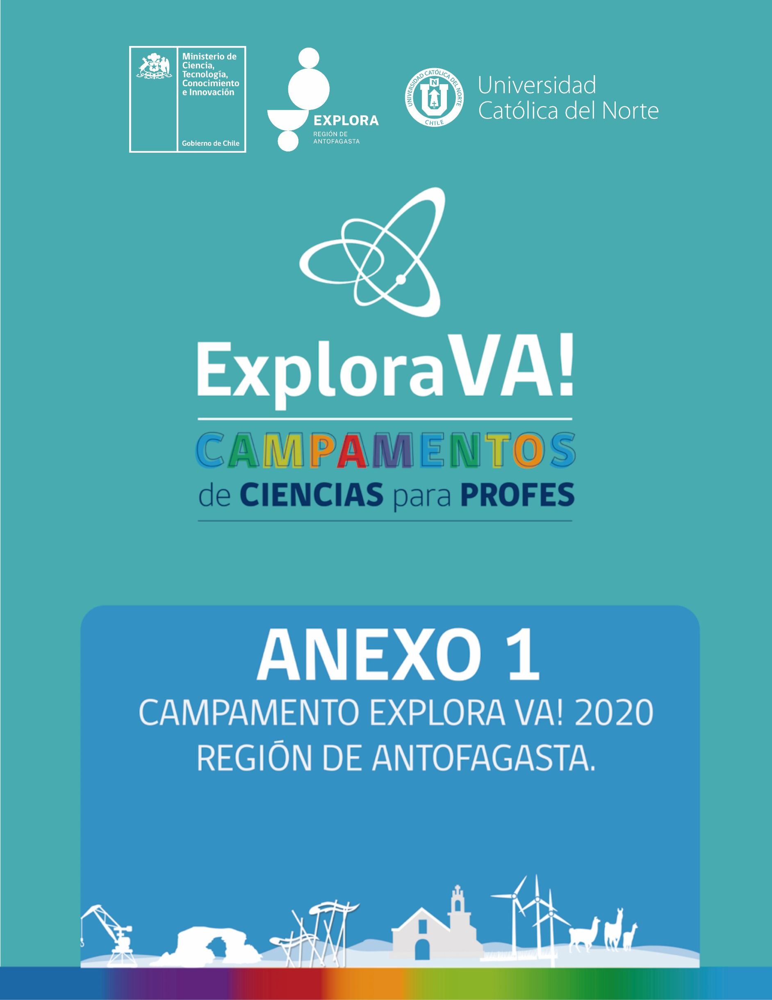 Ministerio de
Ciencia,
Tecnología,
Conocimiento
e Innovación
Gobierno de Chile
EXPLORA
REGIÓN DE
ANTOFAGASTA
UNIVERSIDAD CATÓLICA DEL NORTE
N
CHILE
Universidad
Católica del Norte
ExploraVA!
CAMPAMENTOS
de CIENCIAS para PROFES
ANEXO 1
CAMPAMENTO EXPLORA VA! 2020
REGIÓN DE ANTOFAGASTA.